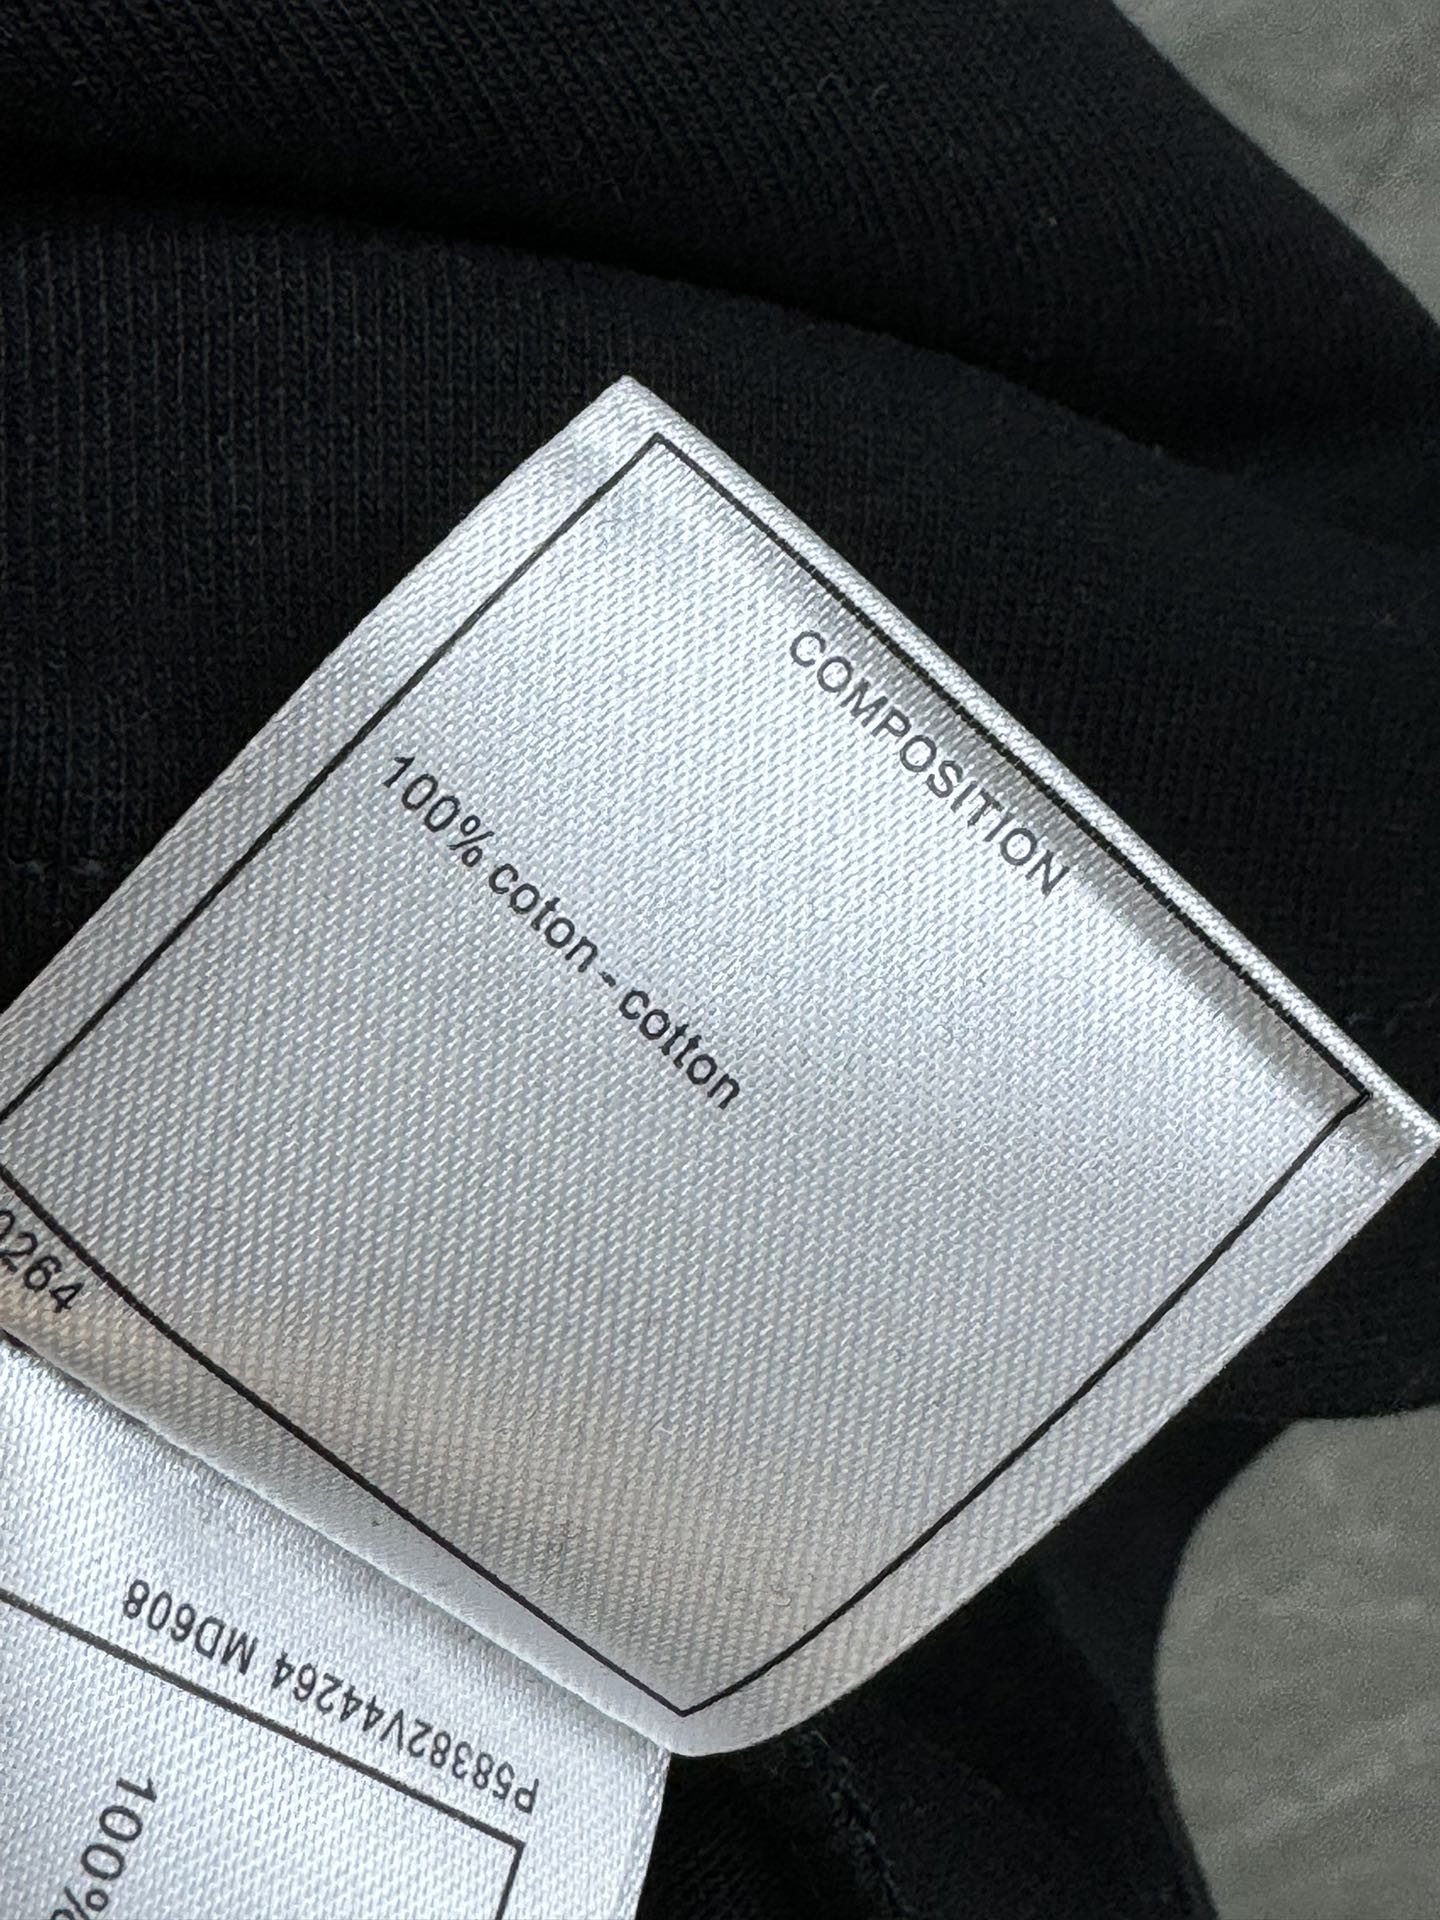 COMPOSITION
100% coton - cotton
0264
P58382V44264 MD608
100%